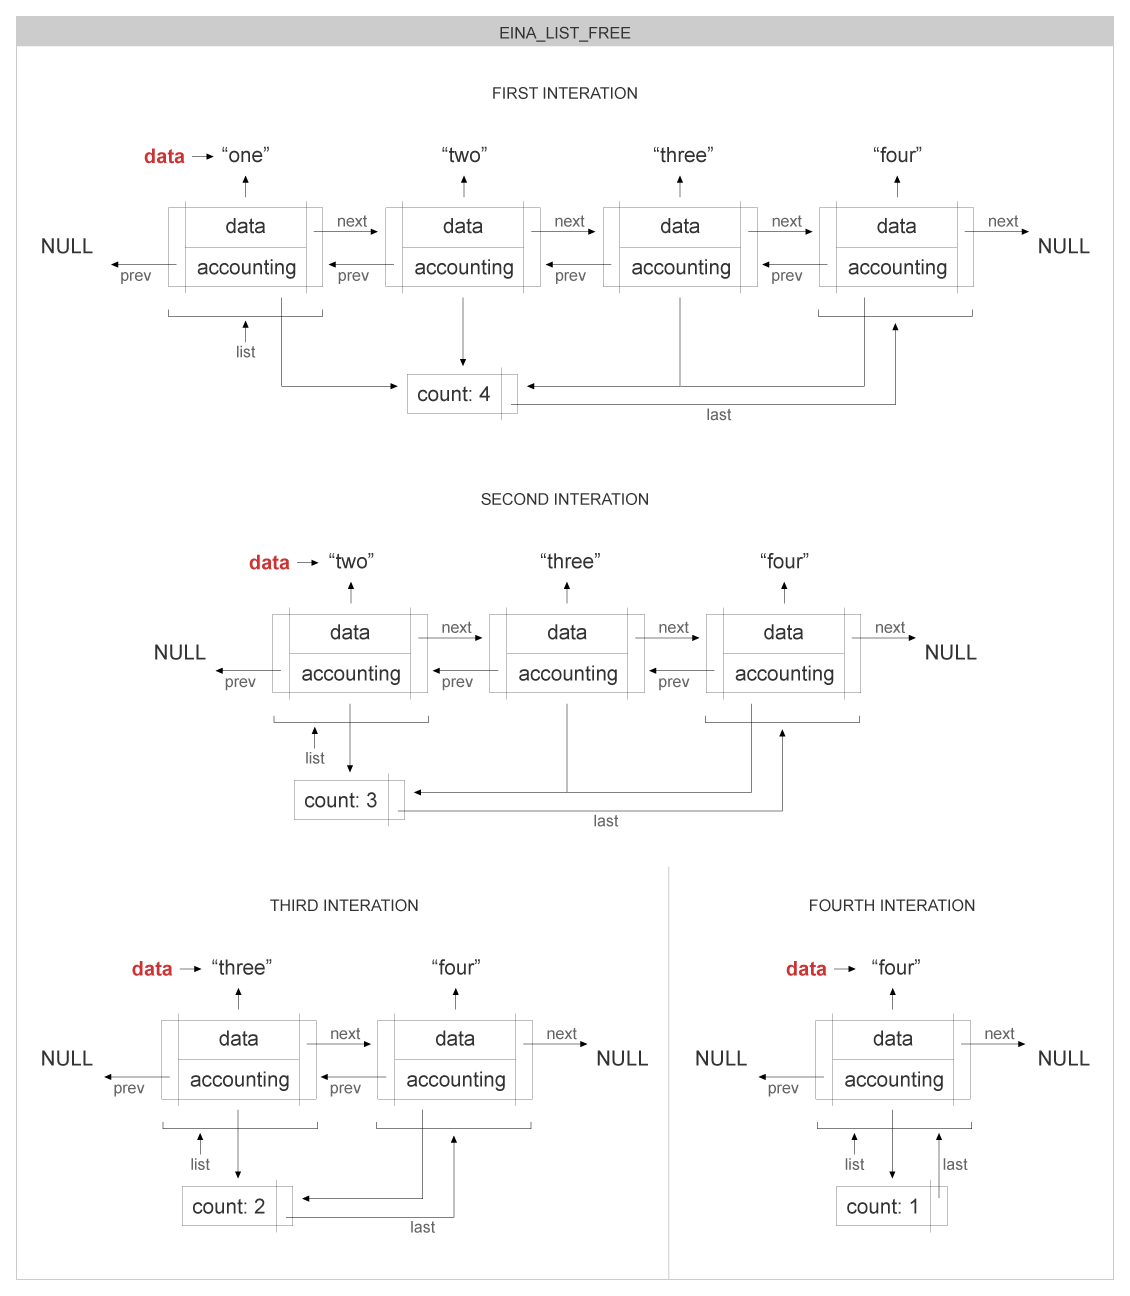 EINA_LIST_FREE
FIRST INTERATION
data “one” “two” “three” “four”
data next data next data next data next
NULL NULL
accounting accounting accounting accounting
prev prev prev prev
list
count: 4
last
SECOND INTERATION
data “two” “three” “four”
data next data next data next
NULL NULL
accounting accounting accounting
prev prev prev
list
count: 3
last
THIRD INTERATION
data “three” “four”
data next data next
NULL NULL
accounting accounting
prev prev
list
count: 2
last
FOURTH INTERATION
data “four”
data next
NULL NULL
accounting
prev
list last
count: 1